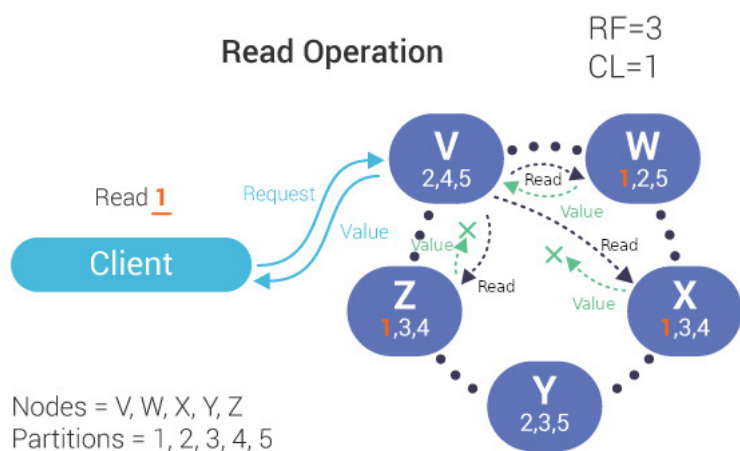 Read Operation
RF=3
CL=1
V
2,4,5
W
1,2,5
Read
Value
Read 1
Request
Value
Client
Value
Read
Read
Value
Z
1,3,4
X
1,3,4
Y
2,3,5
Nodes = V, W, X, Y, Z
Partitions = 1, 2, 3, 4, 5